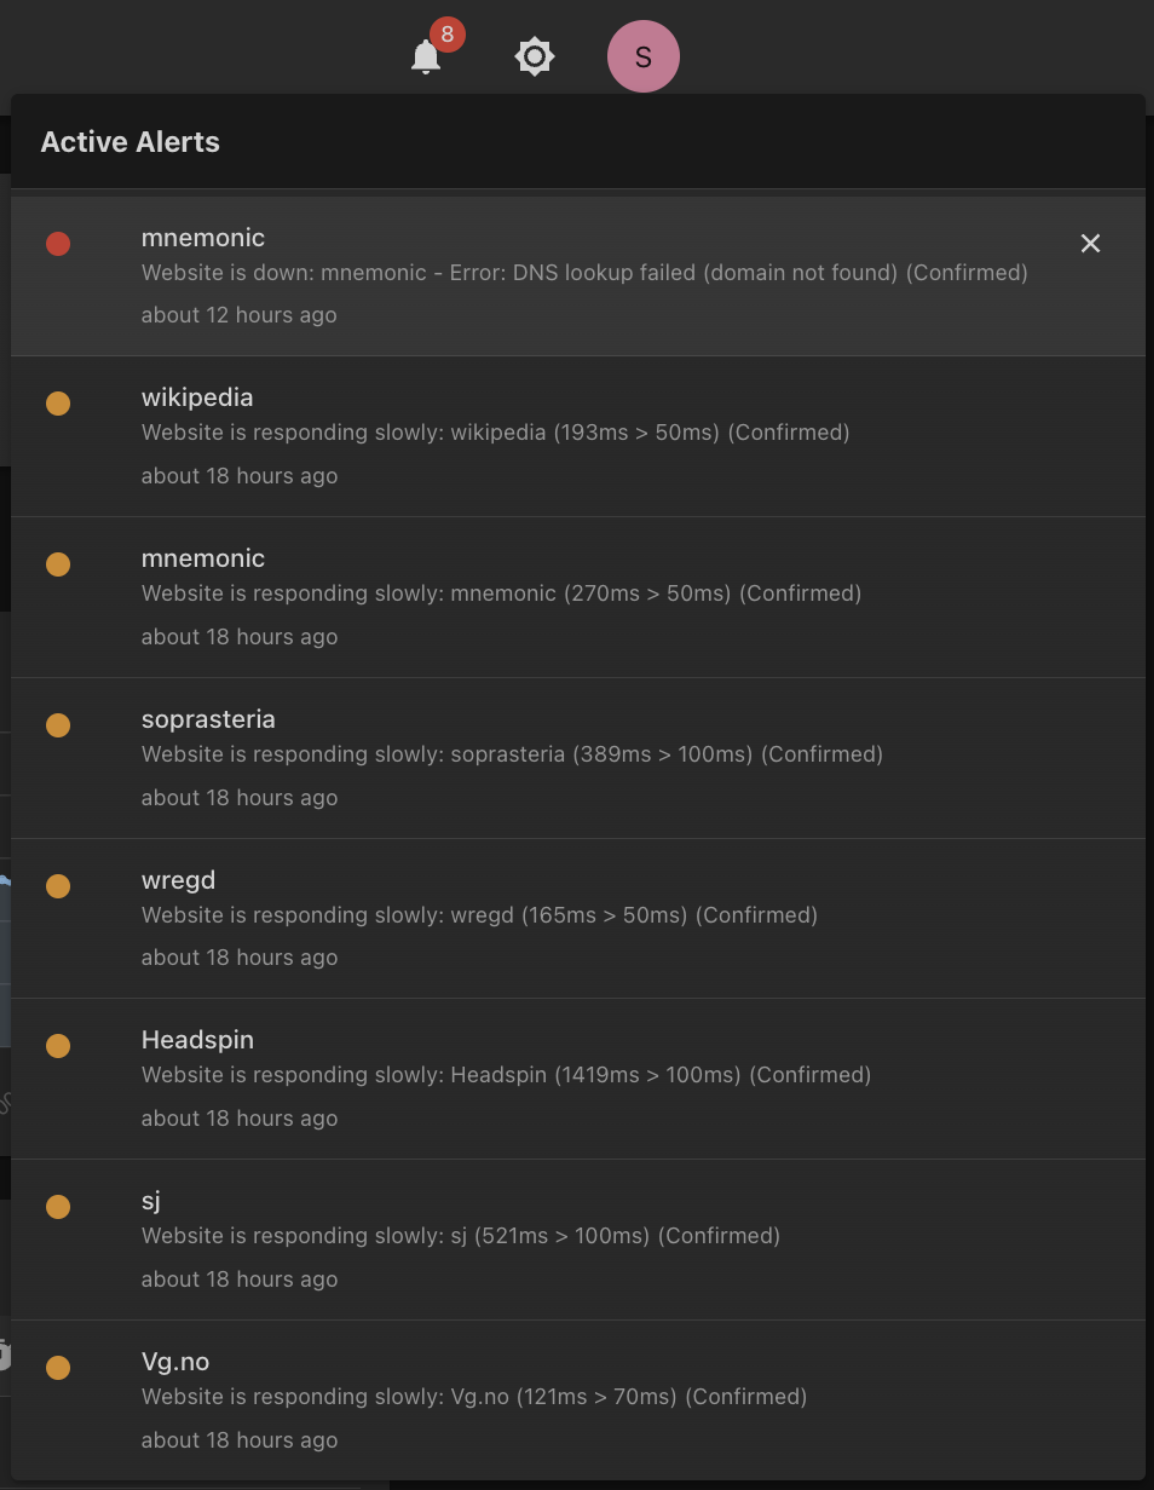 8
S
Active Alerts
mnemonic
Website is down: mnemonic - Error: DNS lookup failed (domain not found) (Confirmed)
about 12 hours ago
wikipedia
Website is responding slowly: wikipedia (193ms > 50ms) (Confirmed)
about 18 hours ago
mnemonic
Website is responding slowly: mnemonic (270ms > 50ms) (Confirmed)
about 18 hours ago
soprasteria
Website is responding slowly: soprasteria (389ms > 100ms) (Confirmed)
about 18 hours ago
wregd
Website is responding slowly: wregd (165ms > 50ms) (Confirmed)
about 18 hours ago
Headspin
Website is responding slowly: Headspin (1419ms > 100ms) (Confirmed)
about 18 hours ago
sj
Website is responding slowly: sj (521ms > 100ms) (Confirmed)
about 18 hours ago
Vg.no
Website is responding slowly: Vg.no (121ms > 70ms) (Confirmed)
about 18 hours ago